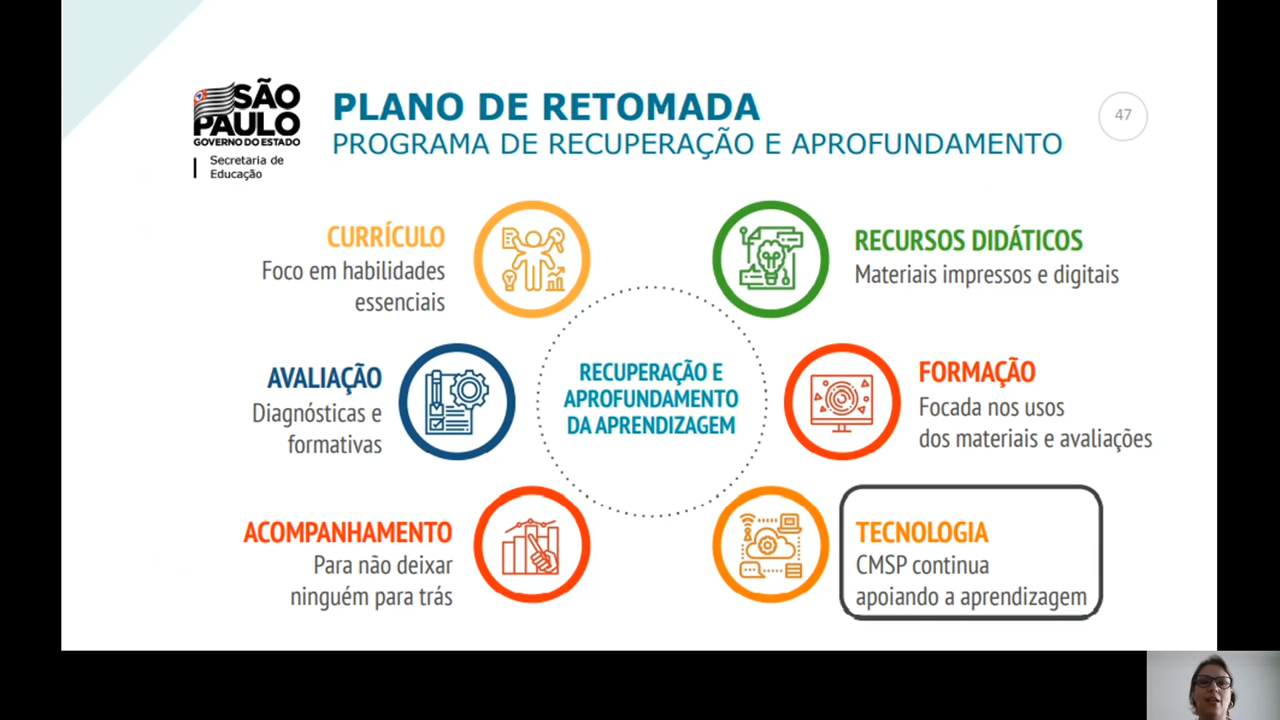 SÃO
PAULO
GOVERNO DO ESTADO
Secretaria de
Educação
PLANO DE RETOMADA
PROGRAMA DE RECUPERAÇÃO E APROFUNDAMENTO
47
CURRÍCULO
Foco em habilidades
essenciais
RECURSOS DIDÁTICOS
Materiais impressos e digitais
AVALIAÇÃO
Diagnósticas e
formativas
RECUPERAÇÃO E
APROFUNDAMENTO
DA APRENDIZAGEM
FORMAÇÃO
Focada nos usos
dos materiais e avaliações
ACOMPANHAMENTO
Para não deixar
ninguém para trás
TECNOLOGIA
CMSP continua
apoiando a aprendizagem